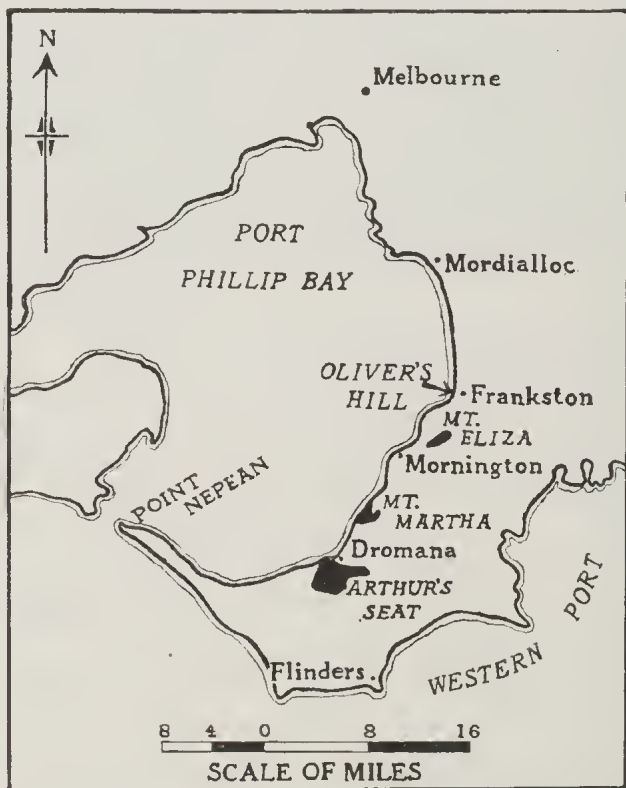 N
Melbourne
PORT
PHILLIP BAY
Mordialloc
OLIVER'S
HILL
Frankston
MT.
ELIZA
Mornington
POINT
NEPEAN
MT.
MARTHA
Dromana
ARTHUR'S
SEAT
Flinders
WESTERN PORT
8 4 0 8 16
SCALE OF MILES